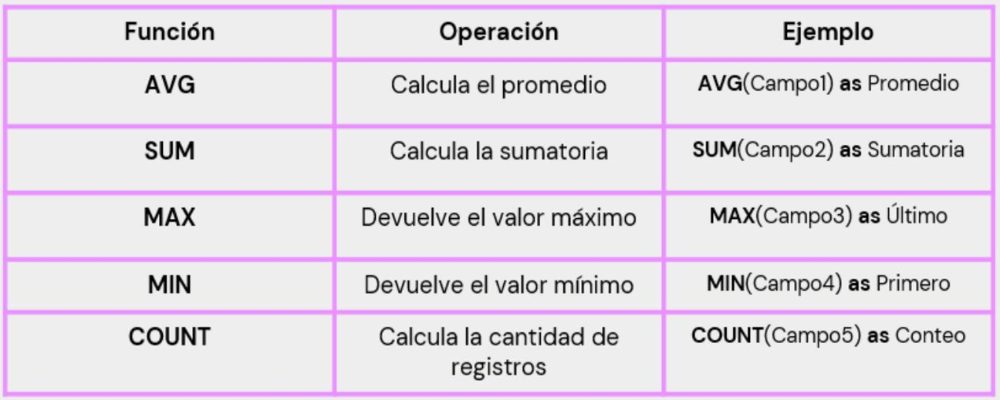 Función Operación Ejemplo
AVG Calcula el promedio AVG(Campo1) as Promedio
SUM Calcula la sumatoria SUM(Campo2) as Sumatoria
MAX Devuelve el valor máximo MAX(Campo3) as Último
MIN Devuelve el valor mínimo MIN(Campo4) as Primero
COUNT Calcula la cantidad de COUNT(Campo5) as Conteo
registros